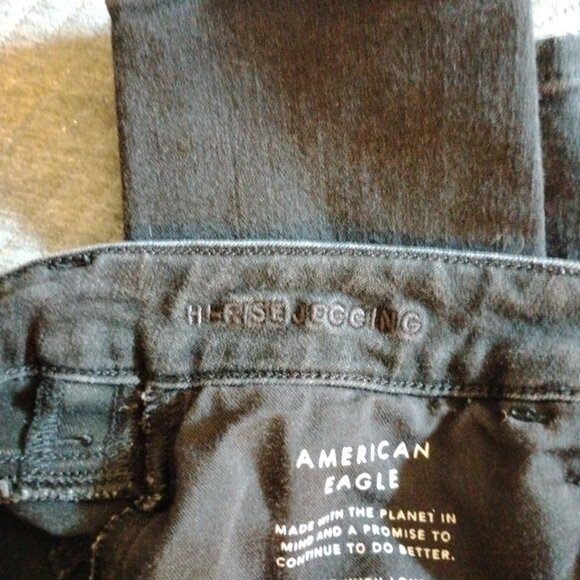 HI-RISE JEGGING
AMERICAN
EAGLE
MADE WITH THE PLANET IN
MIND AND A PROMISE TO
CONTINUE TO DO BETTER.